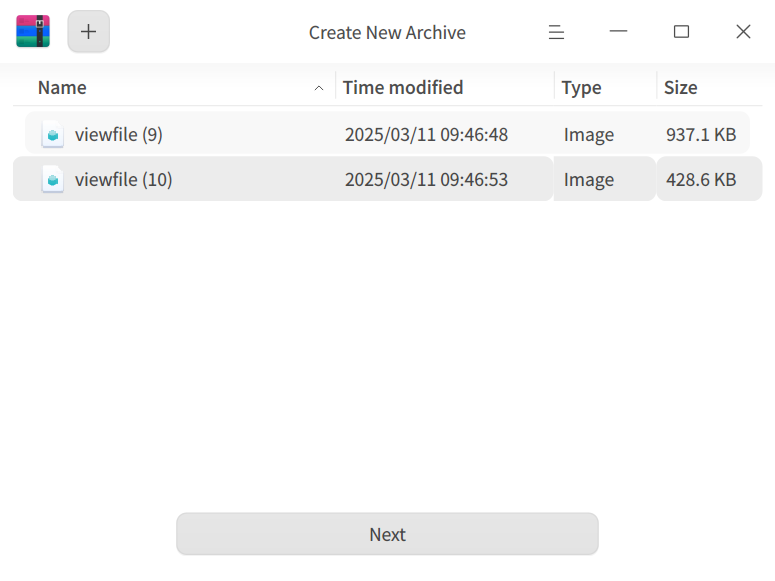 Create New Archive
Name Time modified Type Size
viewfile (9) 2025/03/11 09:46:48 Image 937.1 KB
viewfile (10) 2025/03/11 09:46:53 Image 428.6 KB
Next